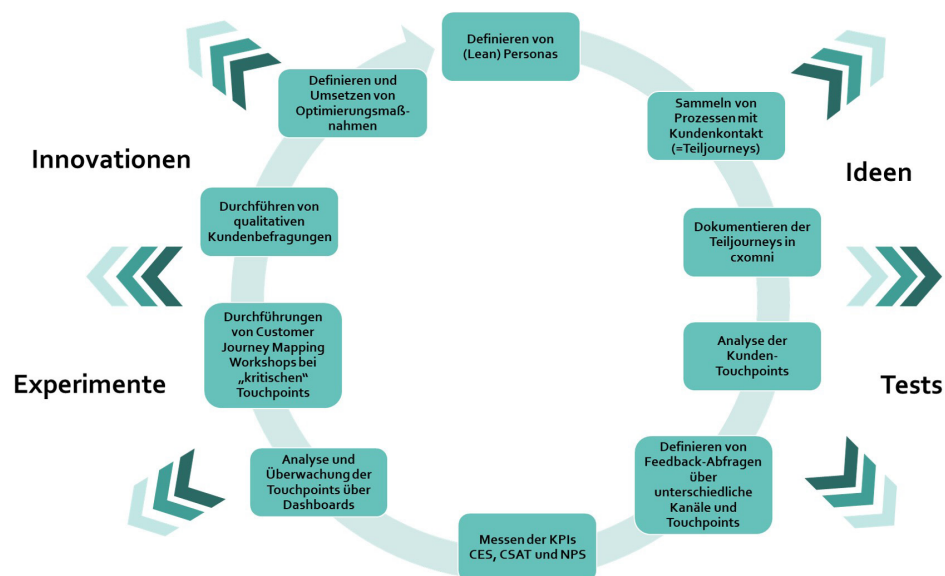 Definieren von
(Lean) Personas
Sammeln von
Prozessen mit
Kundenkontakt
(=Teiljourneys)
Ideen
Dokumentieren der
Teiljourneys in
cxomni
Analyse der
Kunden-
Touchpoints
Tests
Definieren von
Feedback-Abfragen
über
unterschiedliche
Kanäle und
Touchpoints
Messen der KPIs
CES, CSAT und NPS
Analyse und
Überwachung der
Touchpoints über
Dashboards
Experimente
Durchführungen
von Customer
Journey Mapping
Workshops bei
„kritischen“
Touchpoints
Durchführen von
qualitativen
Kundenbefragungen
Innovationen
Definieren und
Umsetzen von
Optimierungsmaß-
nahmen